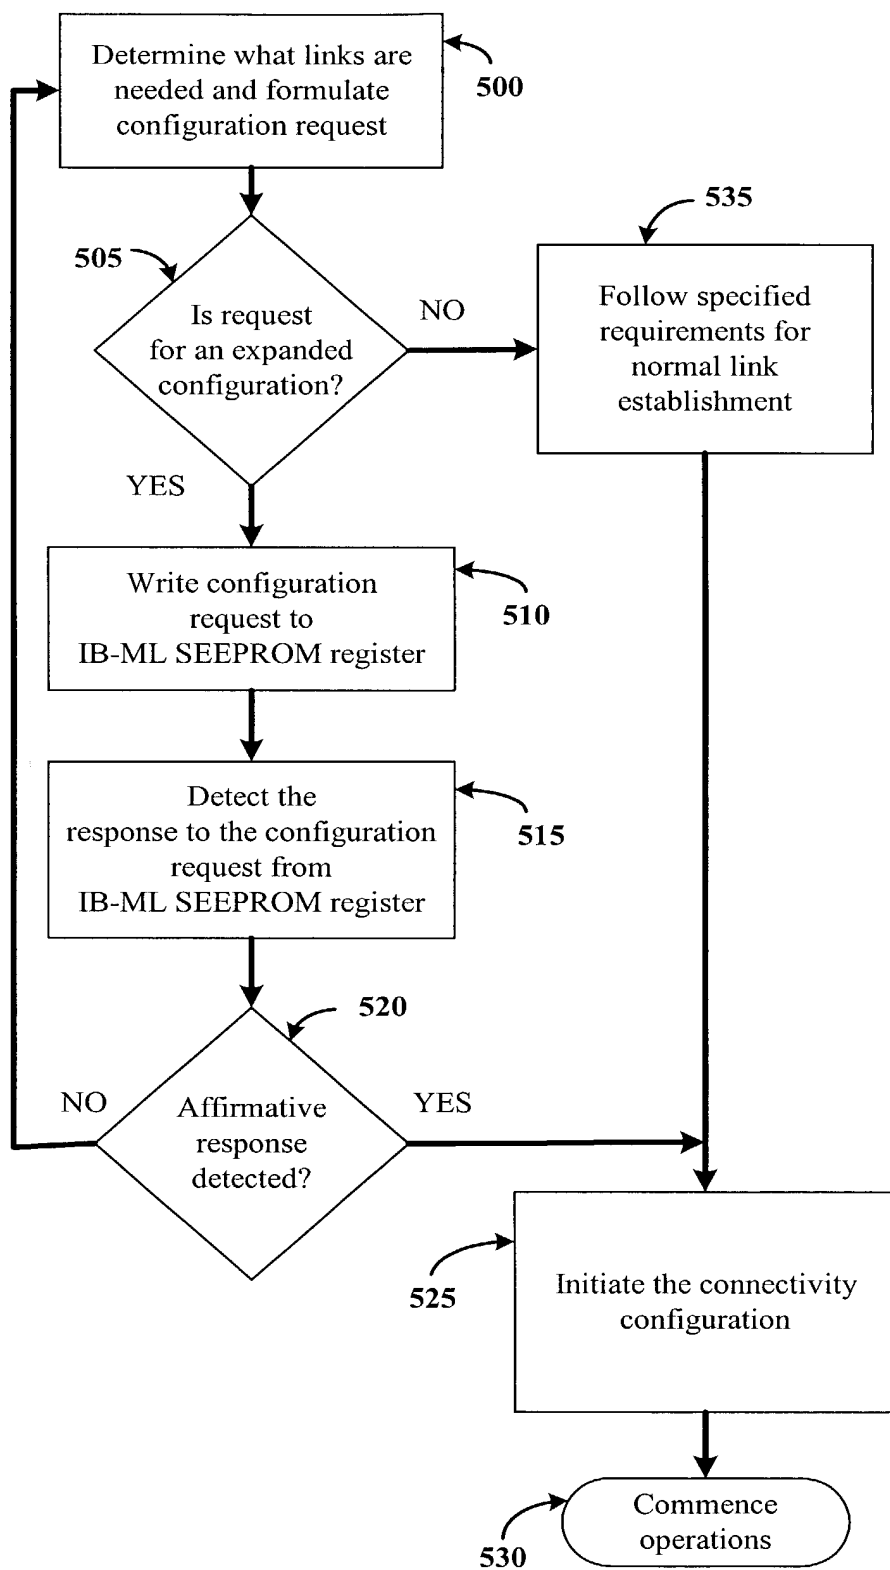 Determine what links are
needed and formulate
configuration request
500
535
505
Is request
for an expanded
configuration?
NO
Follow specified
requirements for
normal link
establishment
YES
Write configuration
request to
IB-ML SEEPROM register
510
Detect the
response to the configuration
request from
IB-ML SEEPROM register
515
520
NO
Affirmative
response
detected?
YES
525
Initiate the connectivity
configuration
Commence
operations
530